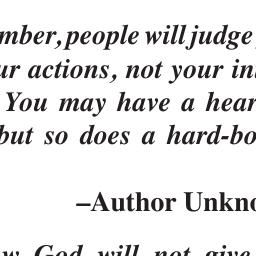 mber, people will judge
ur actions, not your in
You may have a hear
but so does a hard-bo
–Author Unkno
w God will not give